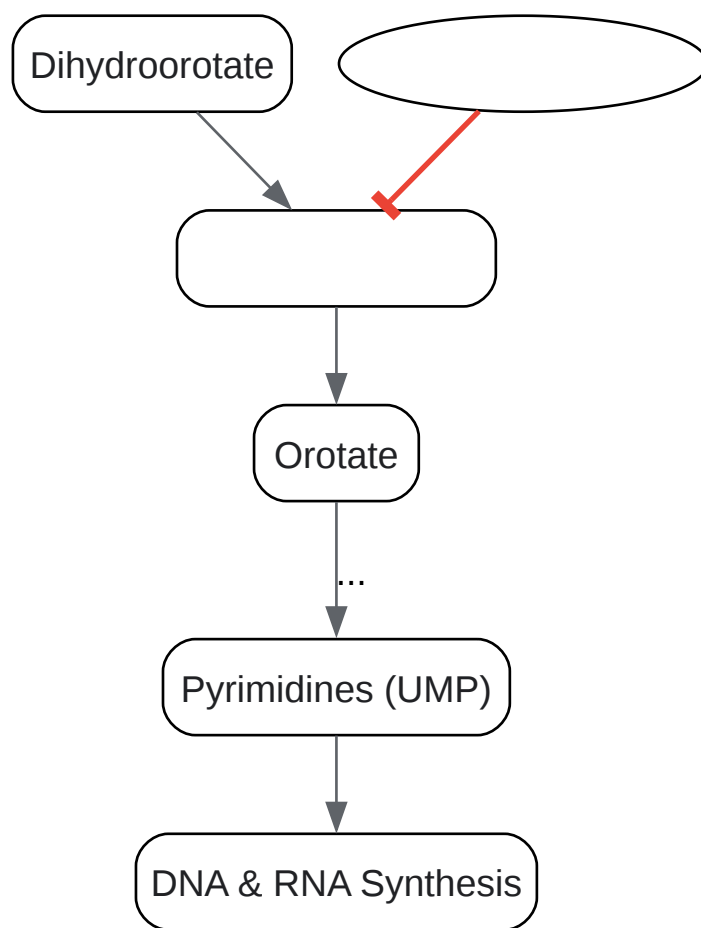 Dihydroorotate
Orotate
...
Pyrimidines (UMP)
DNA & RNA Synthesis